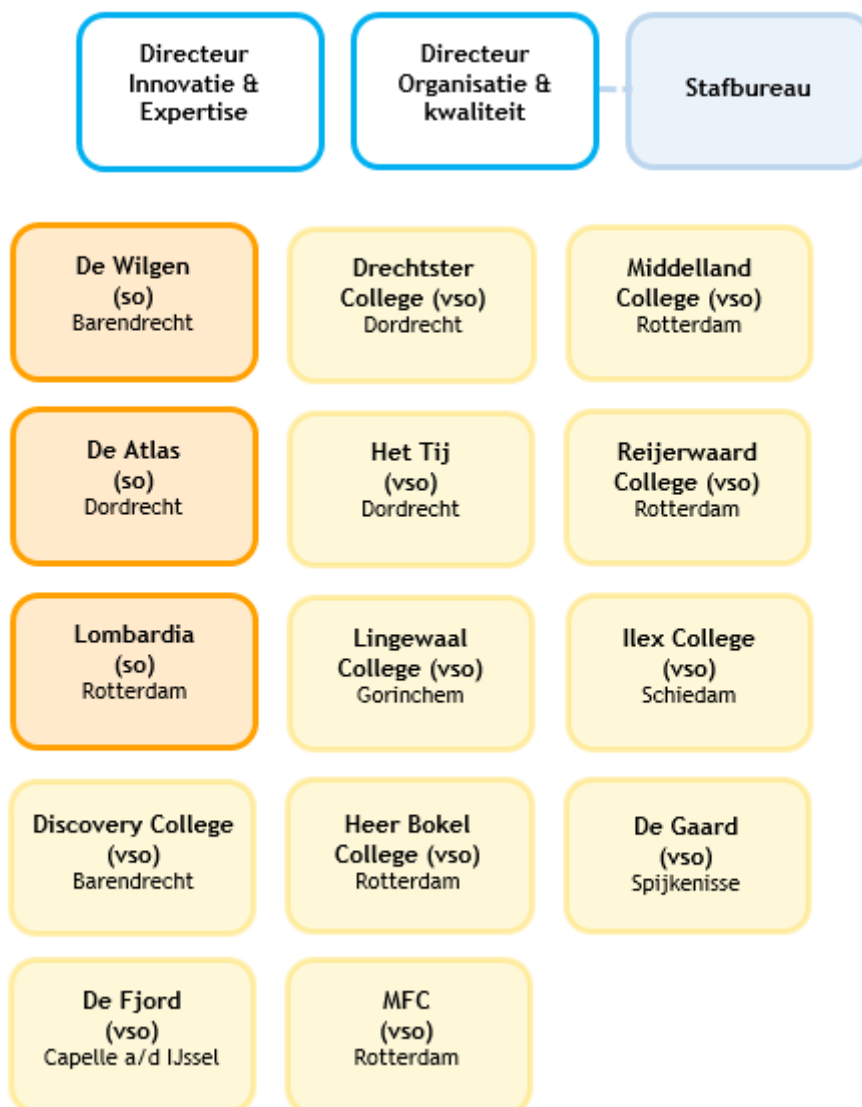 Directeur
Innovatie &
Expertise
Directeur
Organisatie &
kwaliteit
Stafbureau
De Wilgen
(so)
Barendrecht
Drechtster
College (vso)
Dordrecht
Middelland
College (vso)
Rotterdam
De Atlas
(so)
Dordrecht
Het Tij
(vso)
Dordrecht
Reijerwaard
College (vso)
Rotterdam
Lombardia
(so)
Rotterdam
Lingewaal
College (vso)
Gorinchem
Ilex College
(vso)
Schiedam
Discovery College
(vso)
Barendrecht
Heer Bokel
College (vso)
Rotterdam
De Gaard
(vso)
Spijkenisse
De Fjord
(vso)
Capelle a/d IJssel
MFC
(vso)
Rotterdam